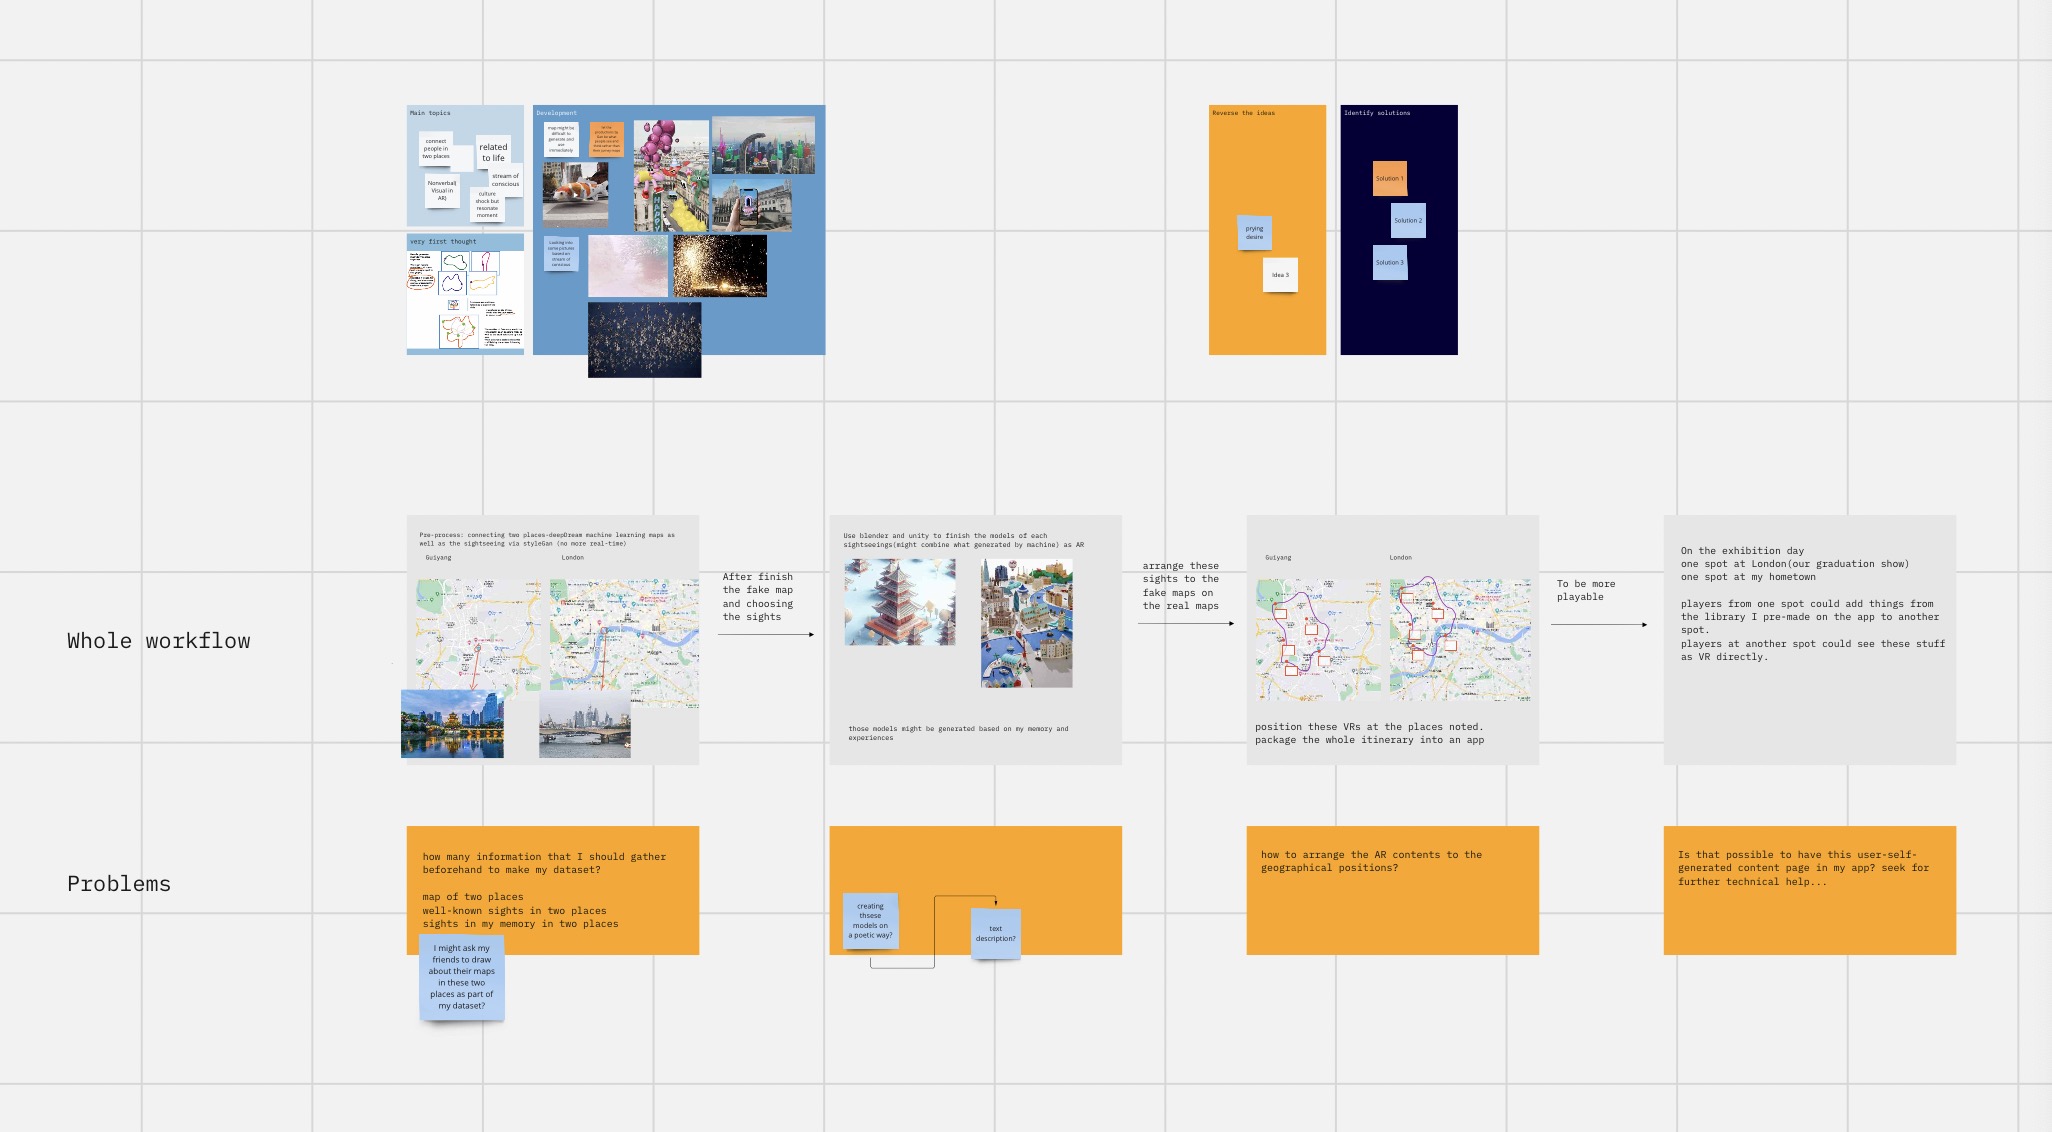 Main topics
connect
people in
two places
related
to life
stream of
conscious
Nonverbal(
Visual in
AR)
culture
shock but
resonate
moment
very first thought
Development
map might be
difficult to
generate and
use
immediately
Looking into
some pictures
based on
stream of
conscious
Reverse the ideas
prying
desire
Idea 3
Identify solutions
Solution 1
Solution 2
Solution 3
Whole workflow
Pre-process: connecting two places-deepDream machine learning maps as
well as the sightseeing via styleGan (no more real-time)
Guiyang
London
After finish
the fake map
and choosing
the sights
Use blender and unity to finish the models of each
sightseeings(might combine what generated by machine) as AR
those models might be generated based on my memory and
experiences
arrange these
sights to the
fake maps on
the real maps
Guiyang
London
position these VRs at the places noted.
package the whole itinerary into an app
To be more
playable
On the exhibition day
one spot at London(our graduation show)
one spot at my hometown
players from one spot could add things from
the library I pre-made on the app to another
spot.
players at another spot could see these stuff
as VR directly.
Problems
how many information that I should gather
beforehand to make my dataset?
map of two places
well-known sights in two places
sights in my memory in two places
I might ask my
friends to draw
about their maps
in these two
places as part of
my dataset?
creating
thsese
models on
a poetic way?
text
description?
how to arrange the AR contents to the
geographical positions?
Is that possible to have this user-self-
generated content page in my app? seek for
further technical help...